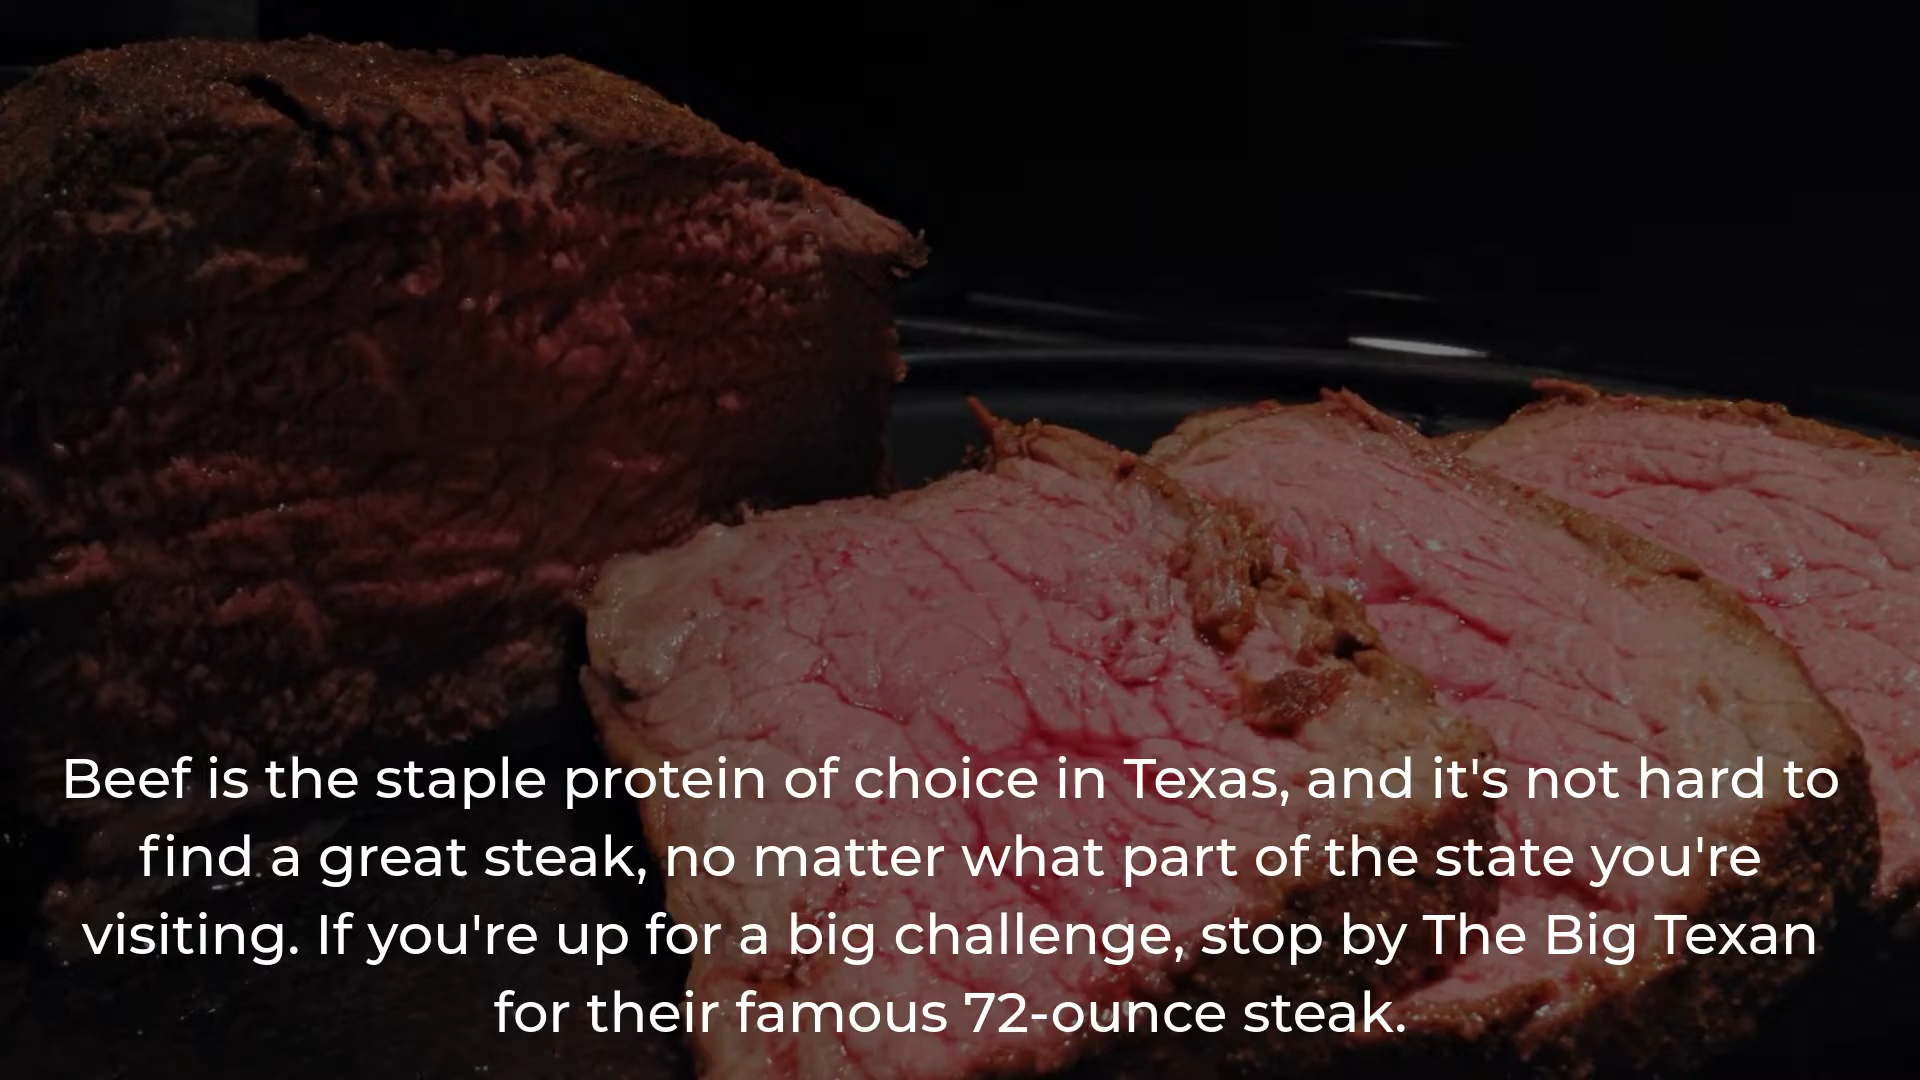 Beef is the staple protein of choice in Texas, and it's not hard to
find a great steak, no matter what part of the state you're
visiting. If you're up for a big challenge, stop by The Big Texan
for their famous 72-ounce steak.